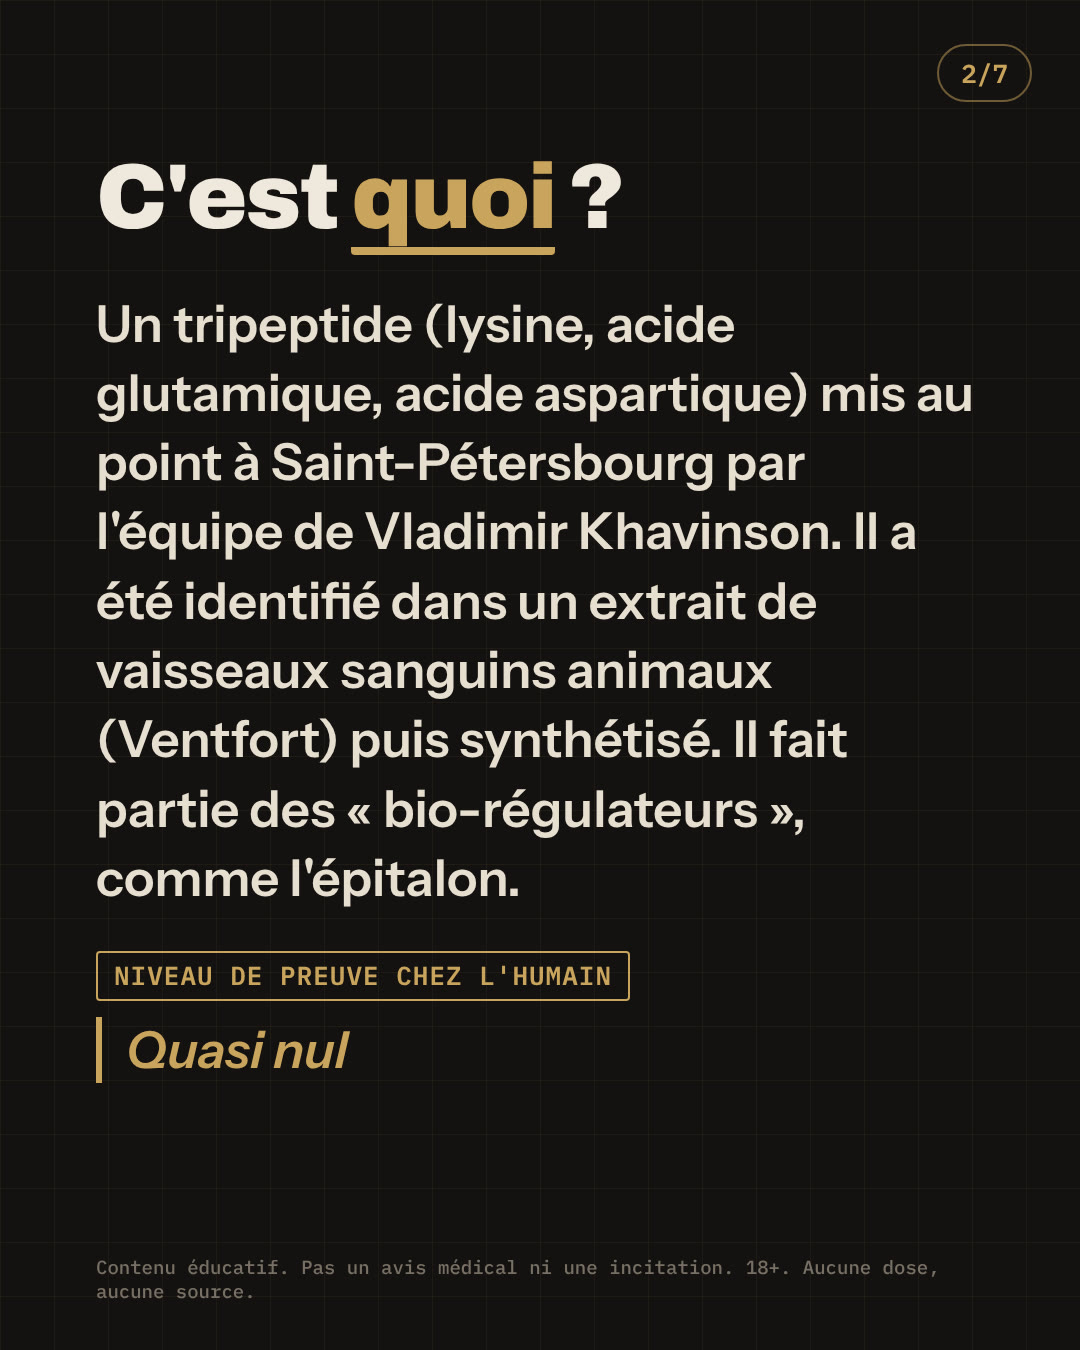 2/7
C'est quoi ?
Un tripeptide (lysine, acide
glutamique, acide aspartique) mis au
point à Saint-Pétersbourg par
l'équipe de Vladimir Khavinson. Il a
été identifié dans un extrait de
vaisseaux sanguins animaux
(Ventfort) puis synthétisé. Il fait
partie des « bio-régulateurs »,
comme l'épitalon.
NIVEAU DE PREUVE CHEZ L'HUMAIN
Quasi nul
Contenu éducatif. Pas un avis médical ni une incitation. 18+. Aucune dose,
aucune source.